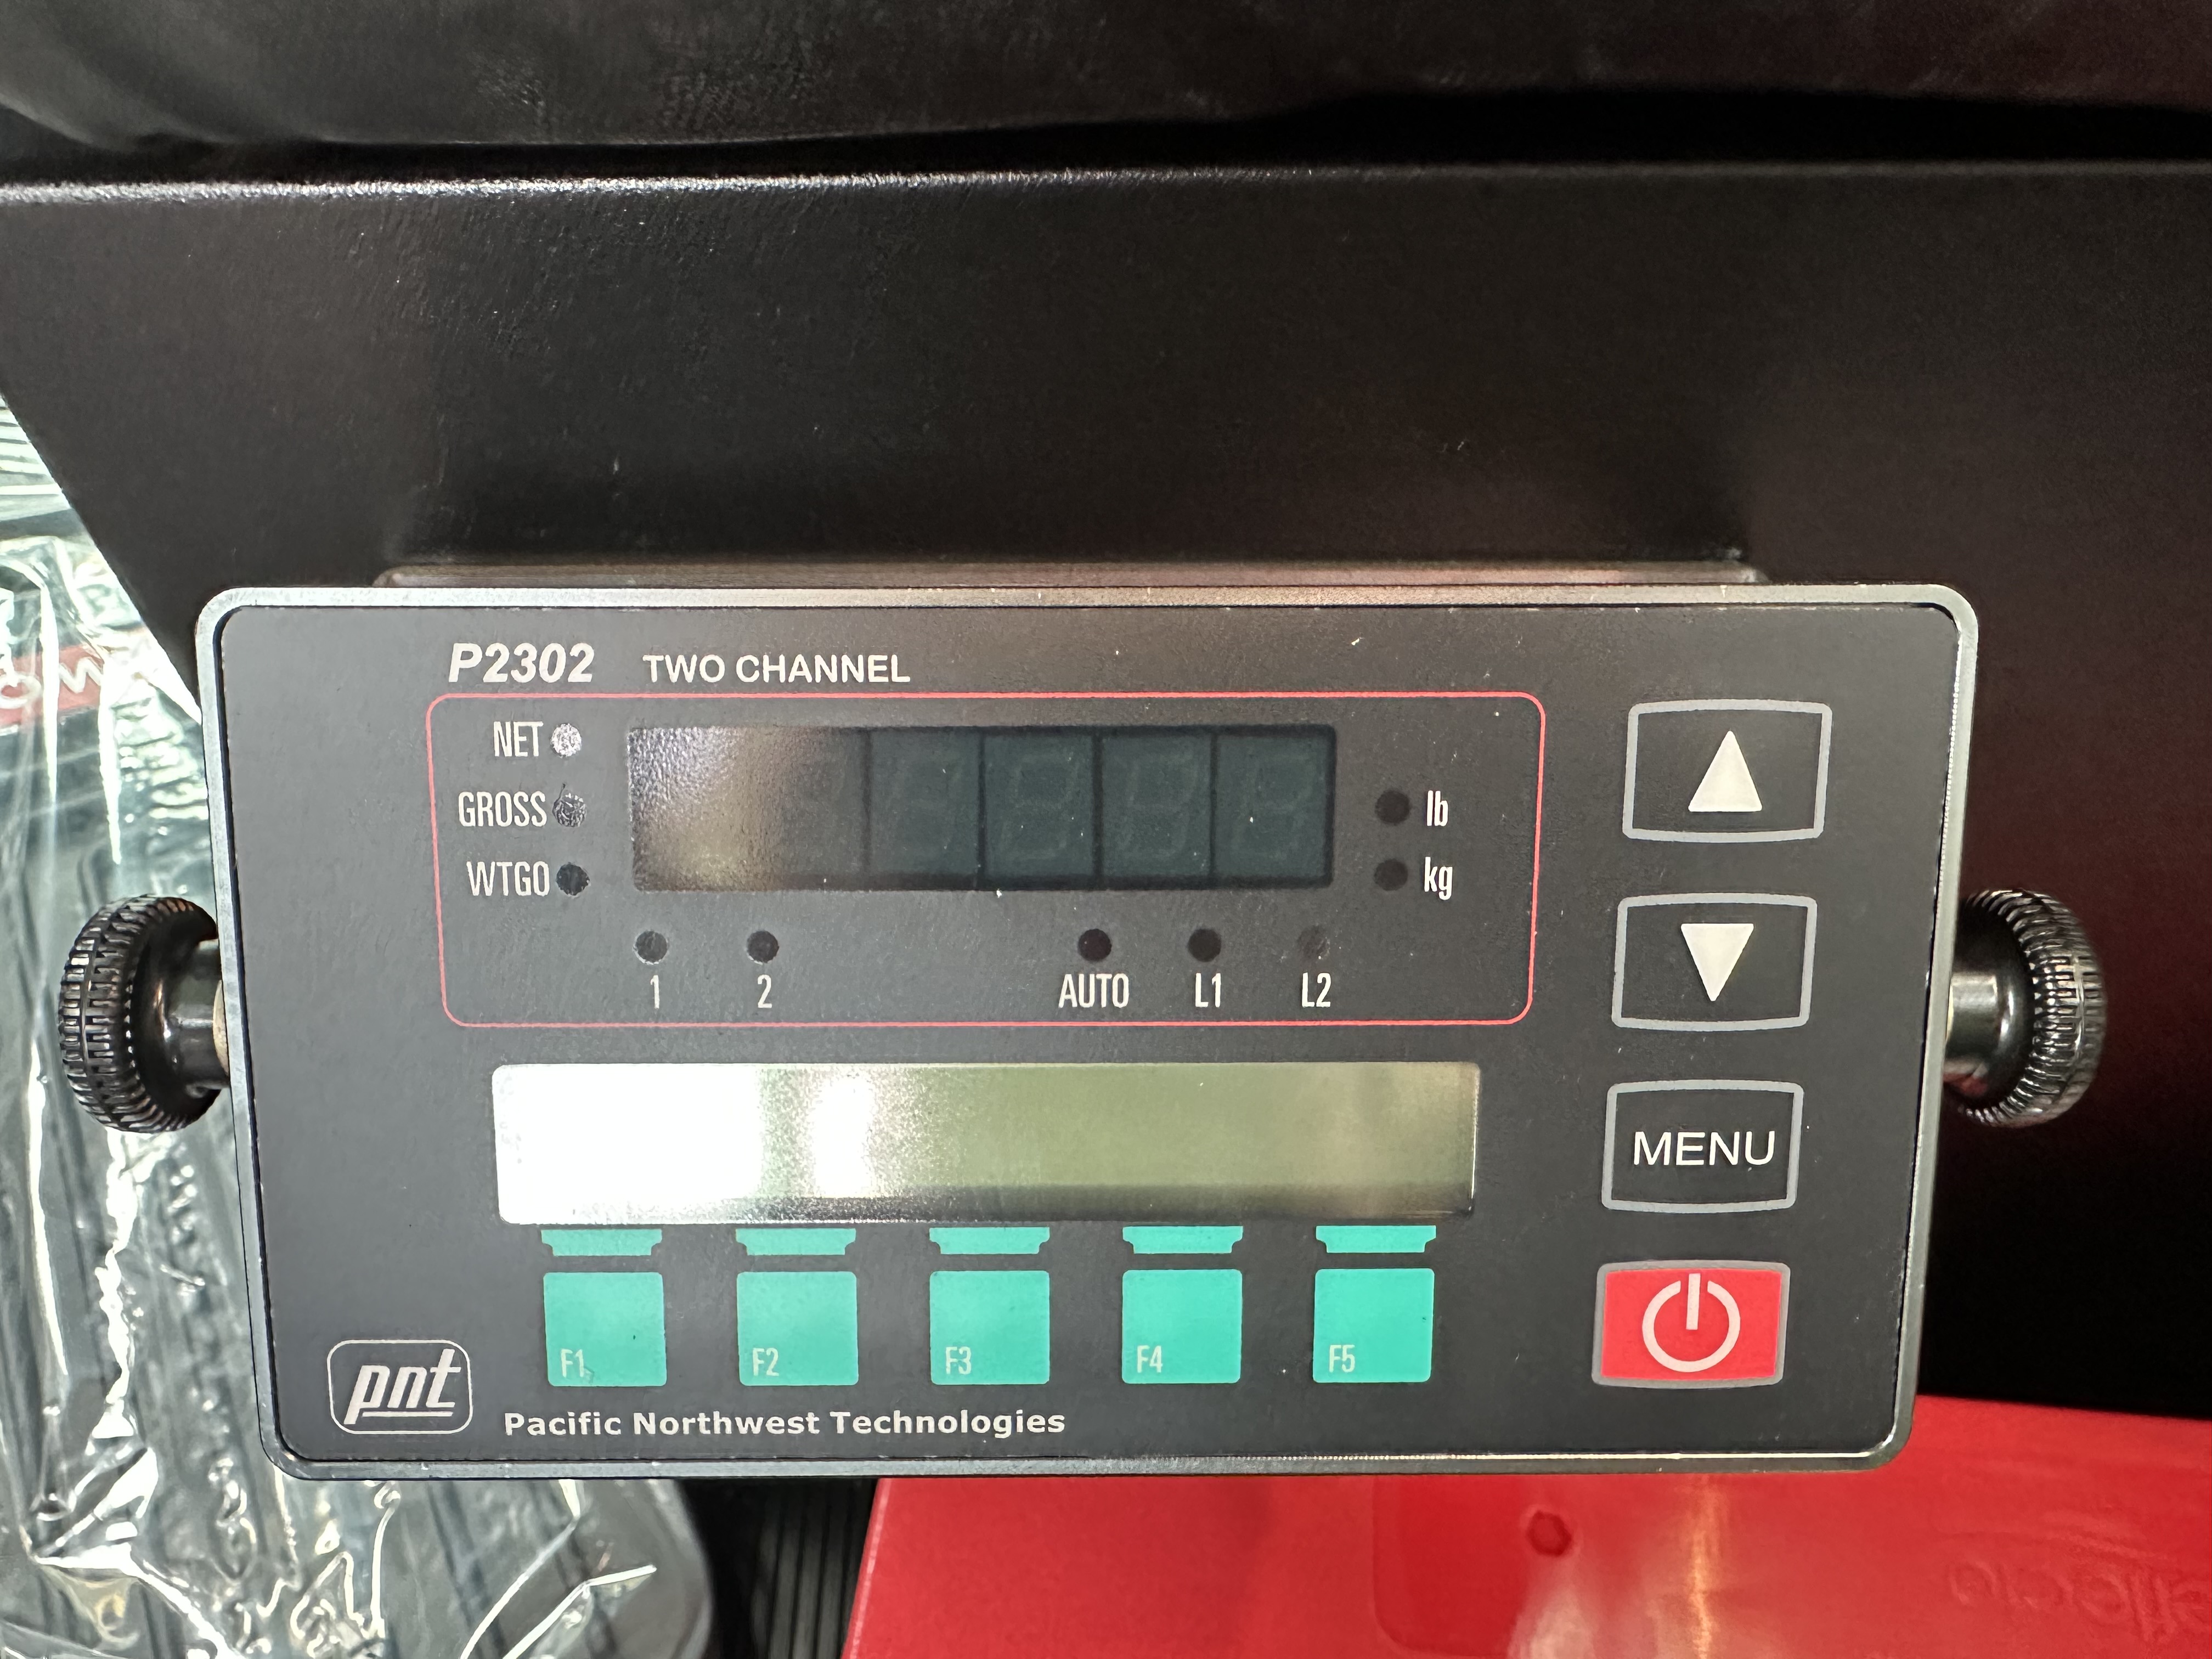 P2302 TWO CHANNEL
NET
GROSS
WTGO
lb
kg
1 2 AUTO L1 L2
MENU
F1 F2 F3 F4 F5
pnt
Pacific Northwest Technologies